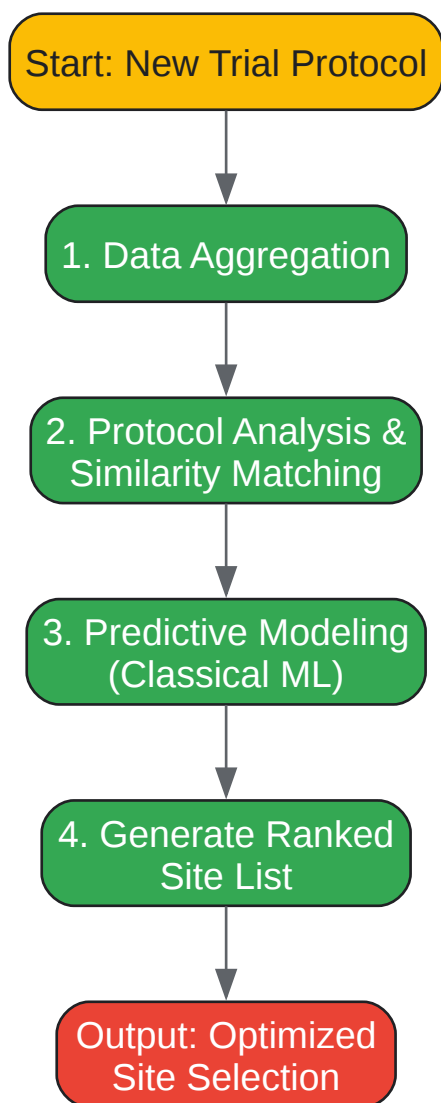 Start: New Trial Protocol
1. Data Aggregation
2. Protocol Analysis &
Similarity Matching
3. Predictive Modeling
(Classical ML)
4. Generate Ranked
Site List
Output: Optimized
Site Selection